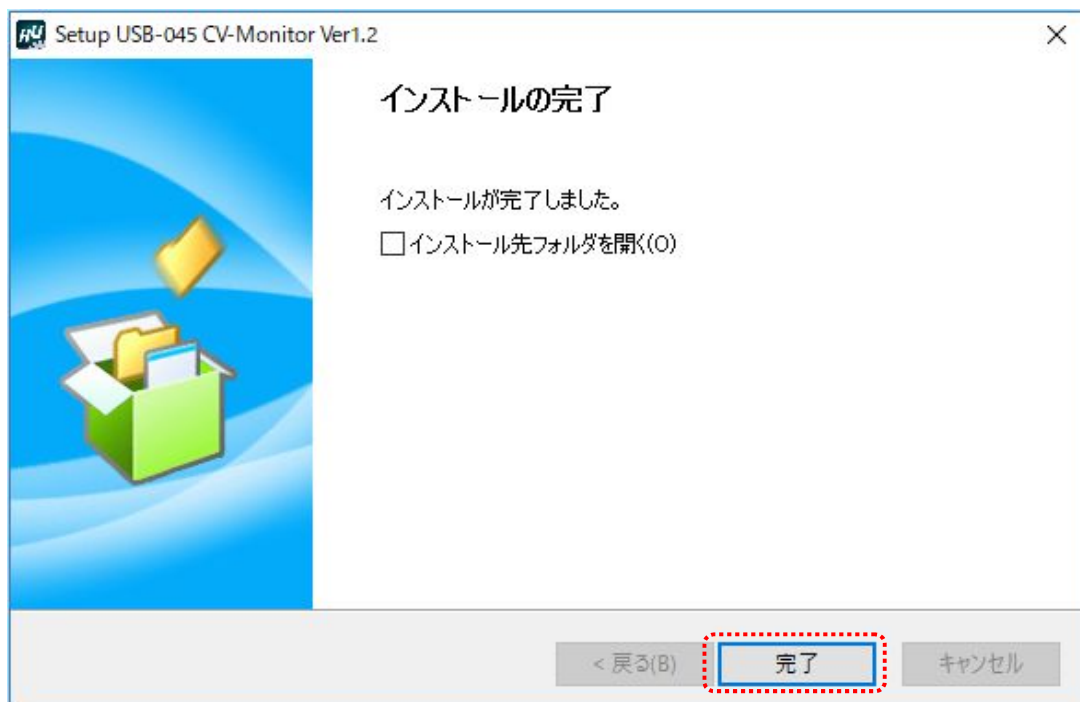 Setup USB-045 CV-Monitor Ver1.2
インストールの完了
インストールが完了しました。
インストール先フォルダを開く(O)
< 戻る(B) 完了 キャンセル